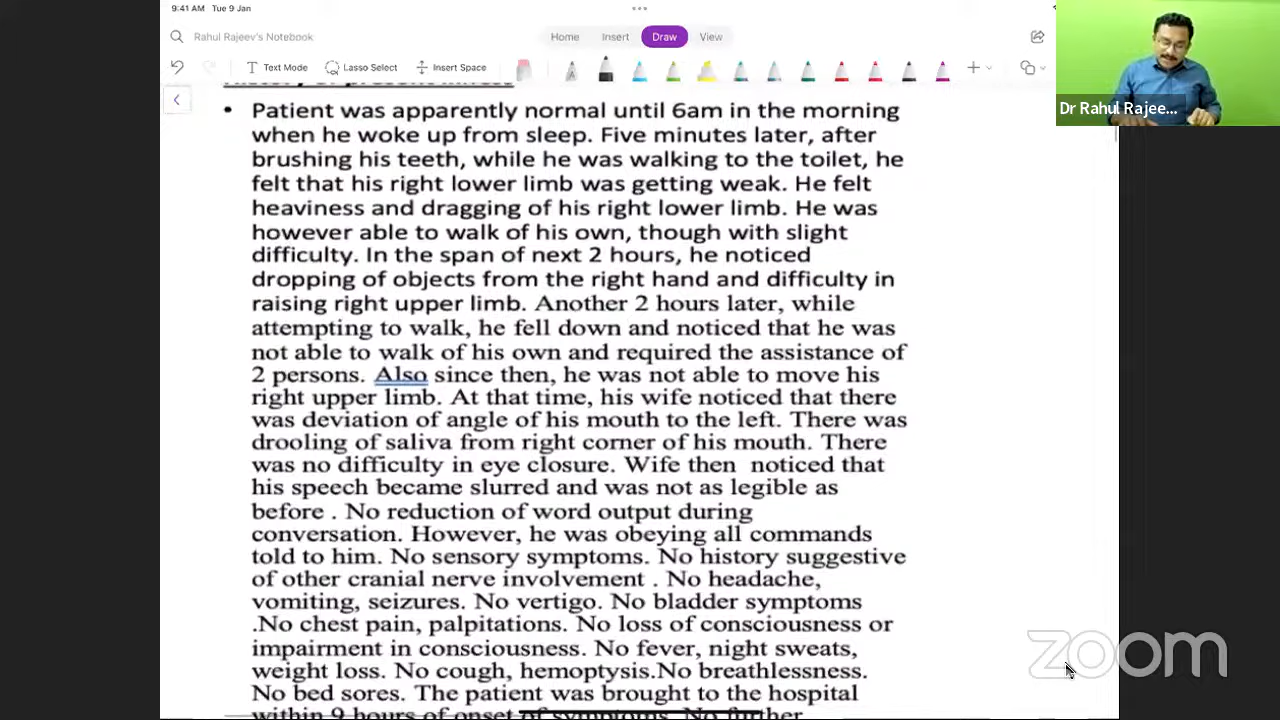 9:41 AM Tue 9 Jan
Rahul Rajeev's Notebook
Home Insert Draw View
Text Mode Lasso Select Insert Space
Dr Rahul Rajee...
History of present illness
• Patient was apparently normal until 6am in the morning
when he woke up from sleep. Five minutes later, after
brushing his teeth, while he was walking to the toilet, he
felt that his right lower limb was getting weak. He felt
heaviness and dragging of his right lower limb. He was
however able to walk of his own, though with slight
difficulty. In the span of next 2 hours, he noticed
dropping of objects from the right hand and difficulty in
raising right upper limb. Another 2 hours later, while
attempting to walk, he fell down and noticed that he was
not able to walk of his own and required the assistance of
2 persons. Also since then, he was not able to move his
right upper limb. At that time, his wife noticed that there
was deviation of angle of his mouth to the left. There was
drooling of saliva from right corner of his mouth. There
was no difficulty in eye closure. Wife then noticed that
his speech became slurred and was not as legible as
before . No reduction of word output during
conversation. However, he was obeying all commands
told to him. No sensory symptoms. No history suggestive
of other cranial nerve involvement . No headache,
vomiting, seizures. No vertigo. No bladder symptoms
.No chest pain, palpitations. No loss of consciousness or
impairment in consciousness. No fever, night sweats,
weight loss. No cough, hemoptysis.No breathlessness.
No bed sores. The patient was brought to the hospital
within 9 hours of onset of symptoms. No further
zoom